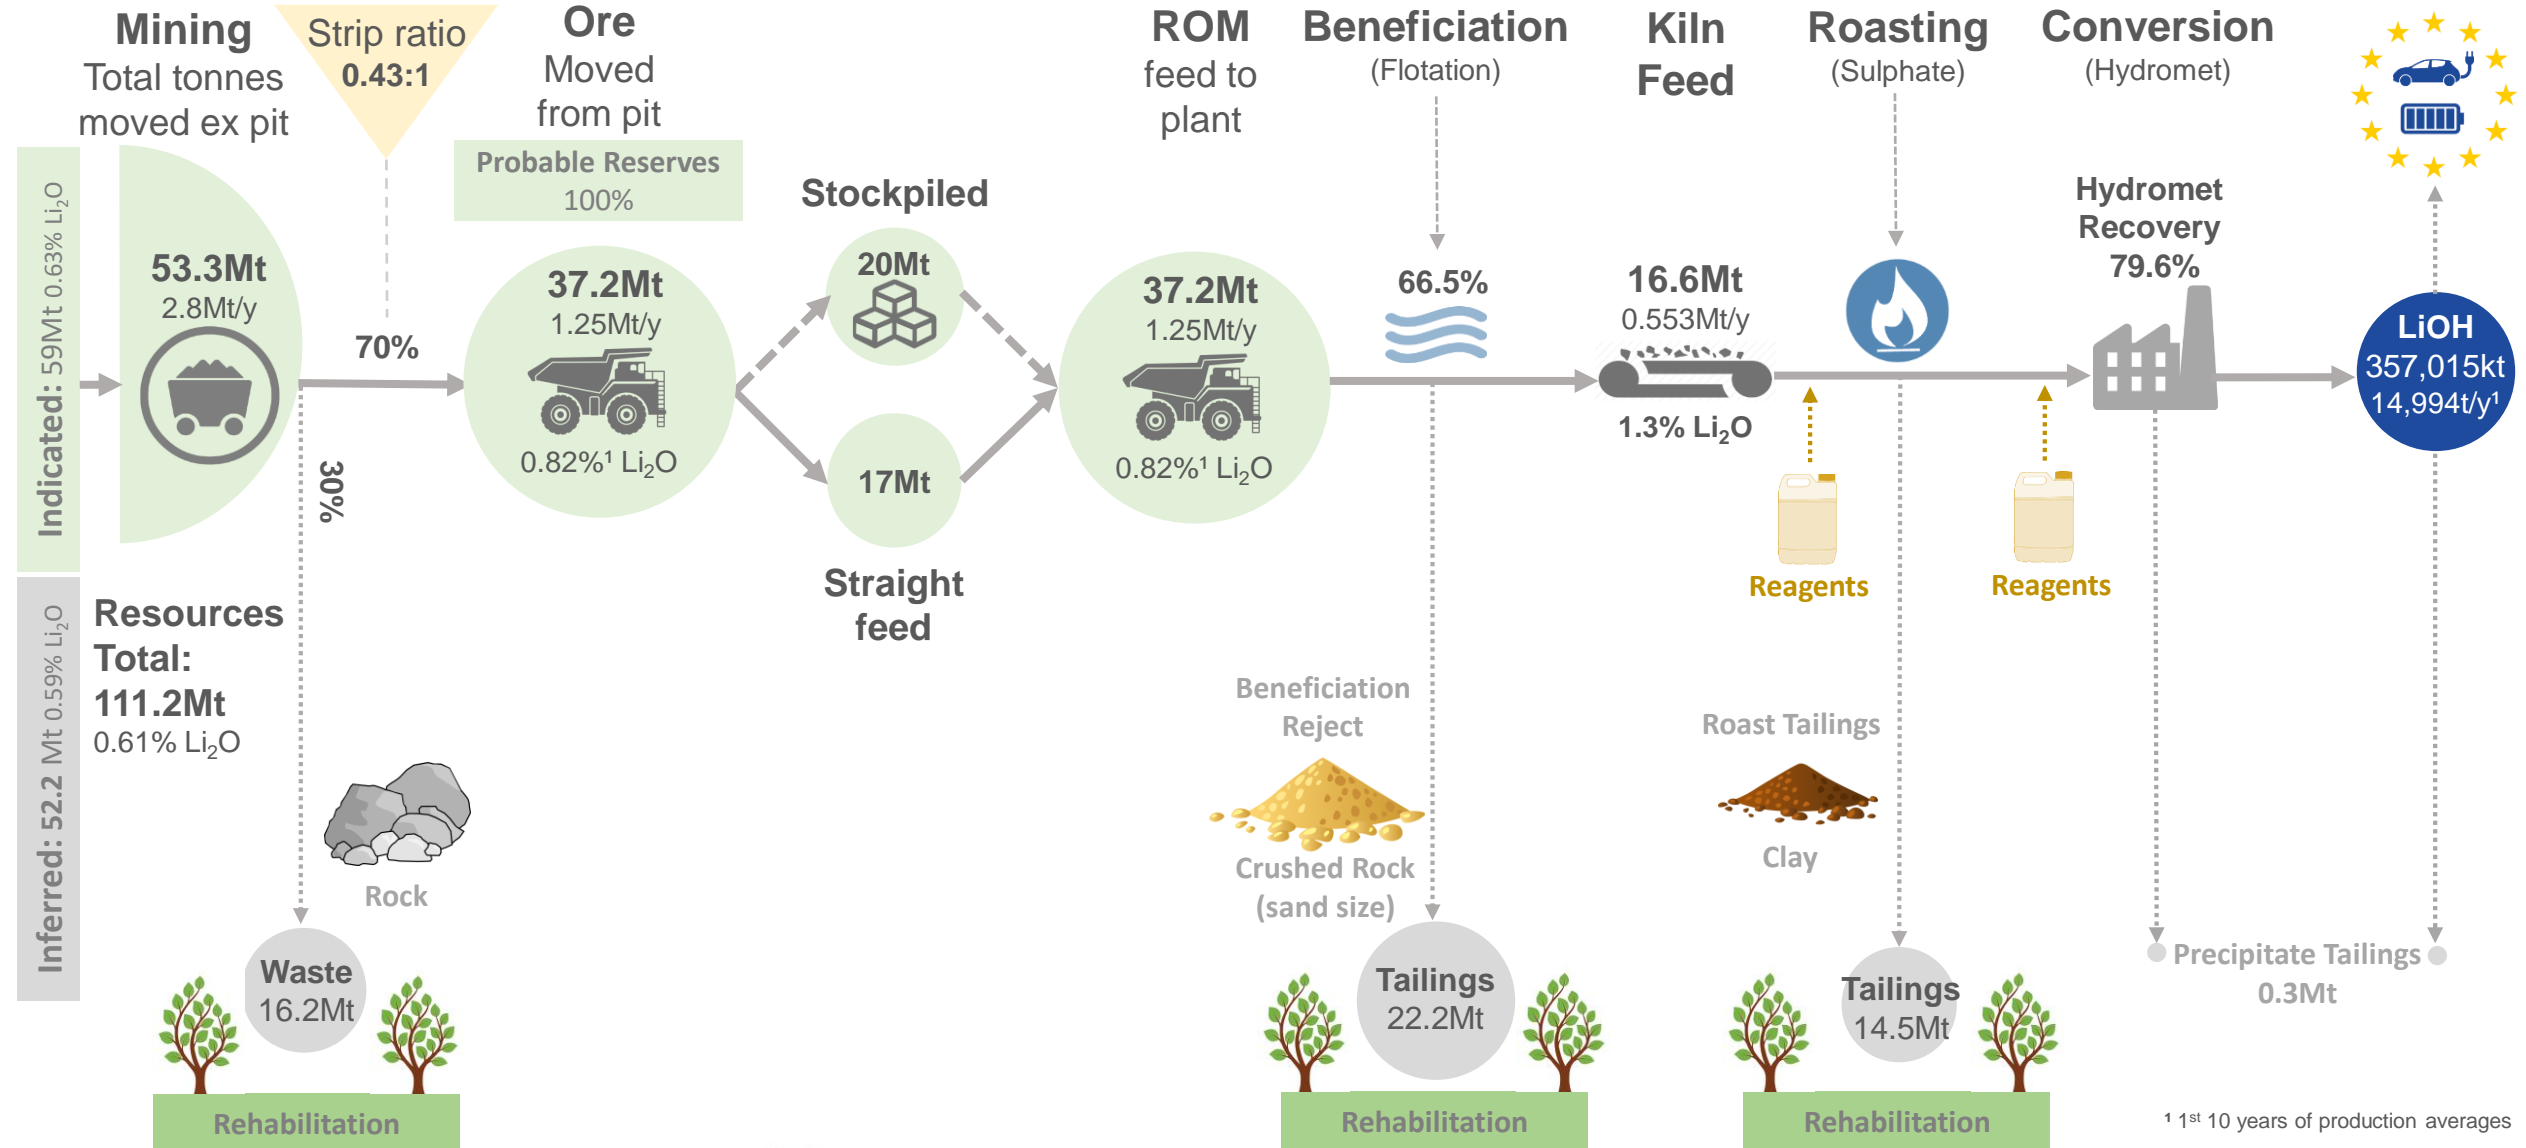 Mining
Total tonnes
moved ex pit
Strip ratio
0.43:1
Ore
Moved
from pit
Probable Reserves
100%
ROM
feed to
plant
Beneficiation
(Flotation)
Kiln
Feed
Roasting
(Sulphate)
Conversion
(Hydromet)
Indicated: 59Mt 0.63% Li₂O
53.3Mt
2.8Mt/y
70%
30%
37.2Mt
1.25Mt/y
0.82%¹ Li₂O
Stockpiled
20Mt
17Mt
Straight
feed
37.2Mt
1.25Mt/y
0.82%¹ Li₂O
66.5%
16.6Mt
0.553Mt/y
1.3% Li₂O
Hydromet
Recovery
79.6%
LiOH
357,015kt
14,994t/y¹
Reagents
Reagents
Inferred: 52.2 Mt 0.59% Li₂O
Resources
Total:
111.2Mt
0.61% Li₂O
Rock
Waste
16.2Mt
Rehabilitation
Beneficiation
Reject
Crushed Rock
(sand size)
Tailings
22.2Mt
Rehabilitation
Roast Tailings
Clay
Tailings
14.5Mt
Rehabilitation
Precipitate Tailings
0.3Mt
¹ 1st 10 years of production averages